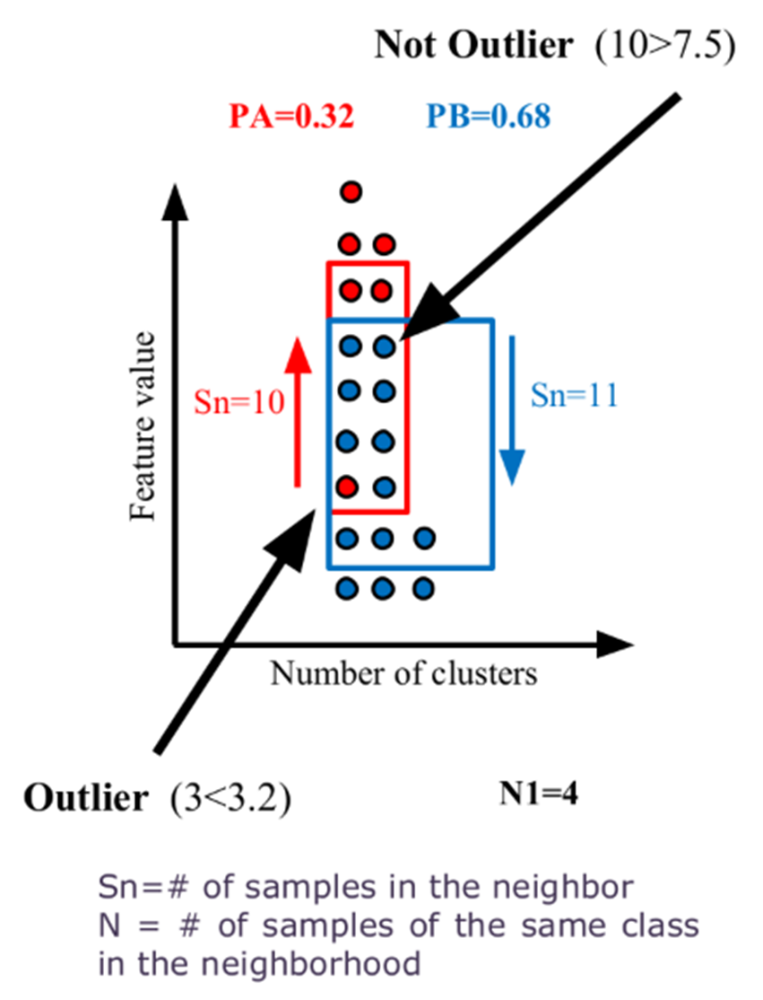 Not Outlier (10>7.5)
PA=0.32 PB=0.68
Feature value
Sn=10
Sn=11
Number of clusters
Outlier (3<3.2)
N1=4
Sn=# of samples in the neighbor
N = # of samples of the same class
in the neighborhood